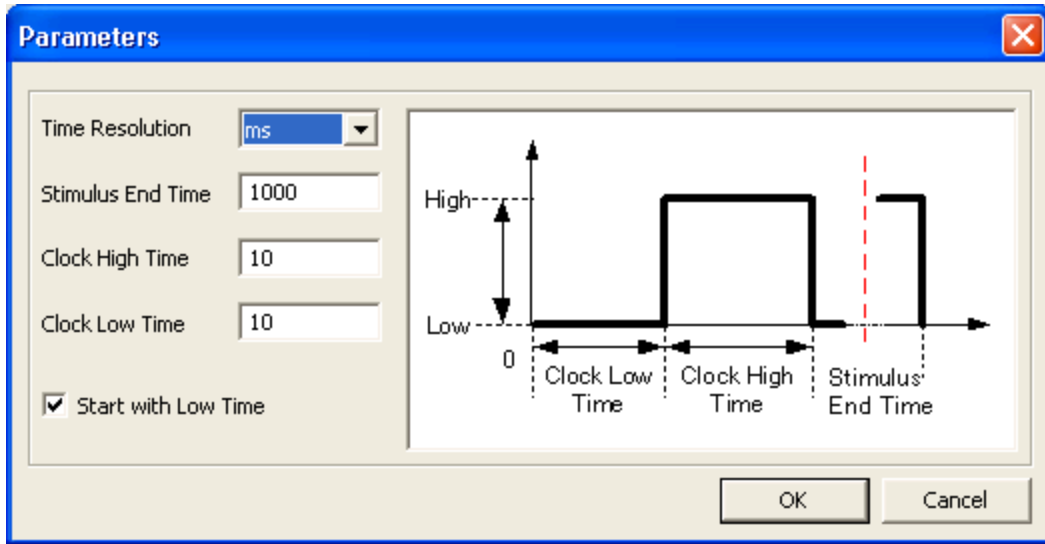 Parameters
Time Resolution ms
Stimulus End Time 1000
Clock High Time 10
Clock Low Time 10
Start with Low Time
High
Low
0
Clock Low Time
Clock High Time
Stimulus End Time
OK
Cancel